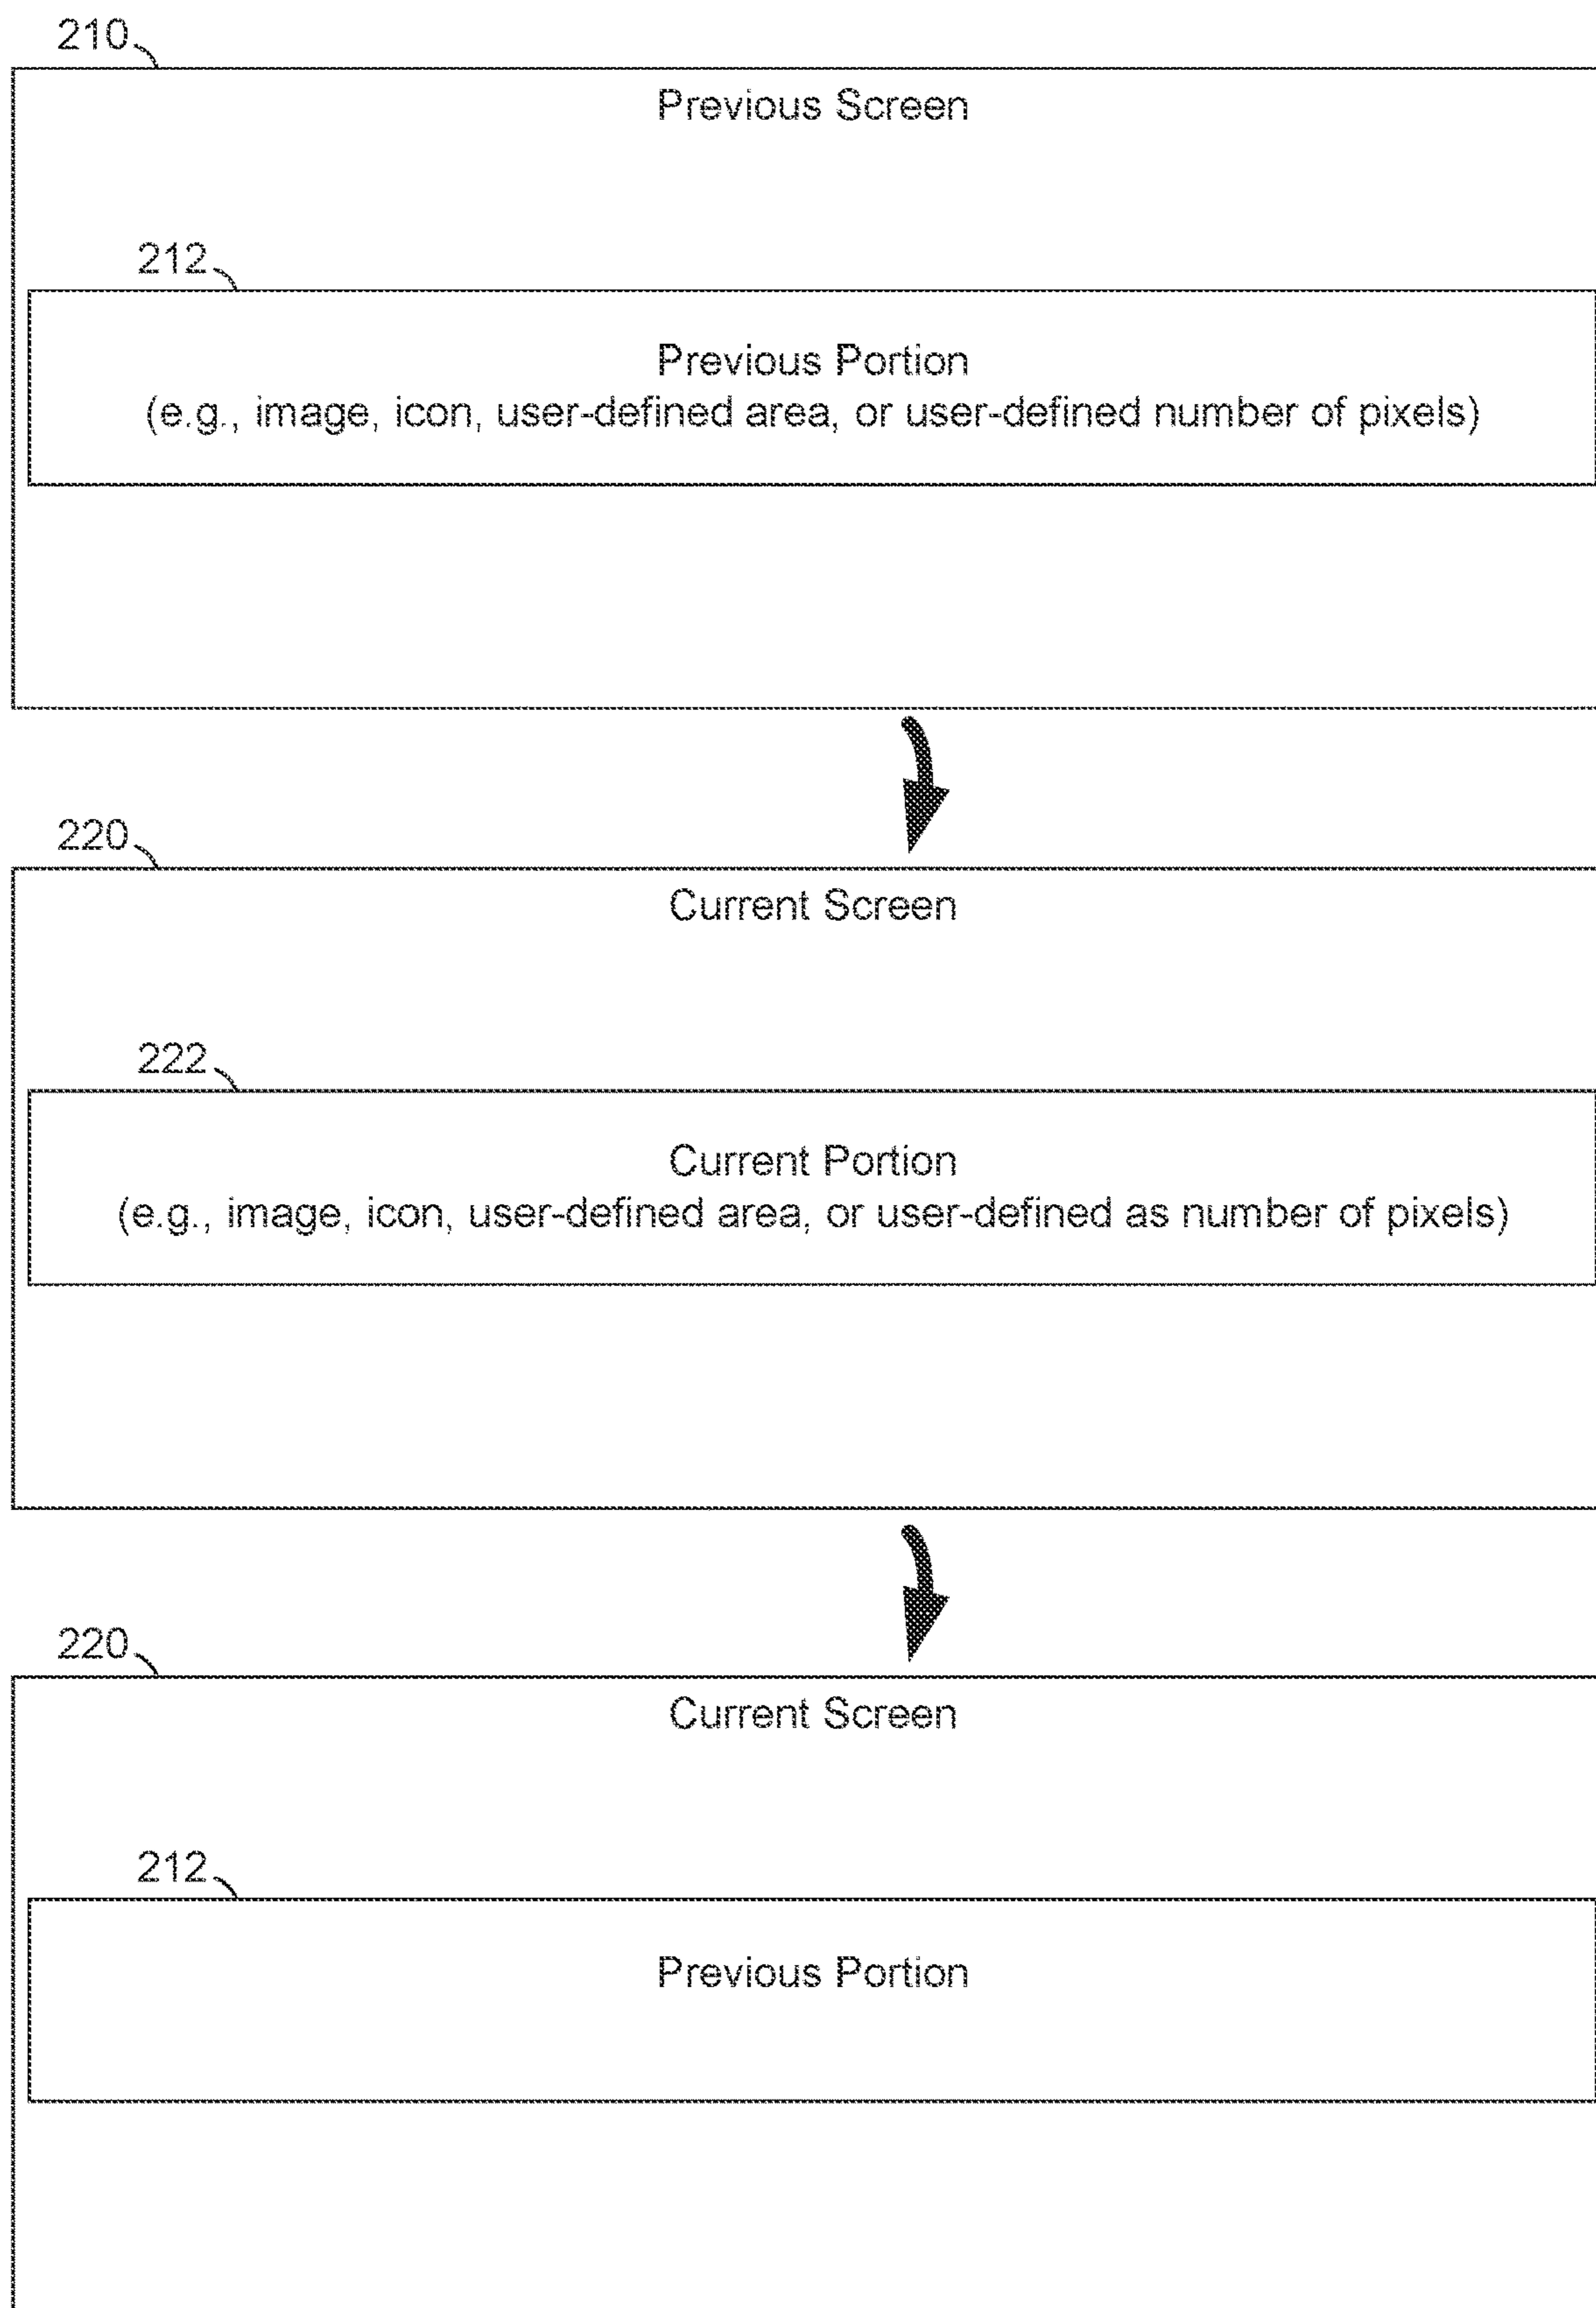 210
Previous Screen
212
Previous Portion
(e.g., image, icon, user-defined area, or user-defined number of pixels)
220
Current Screen
222
Current Portion
(e.g., image, icon, user-defined area, or user-defined as number of pixels)
220
Current Screen
212
Previous Portion